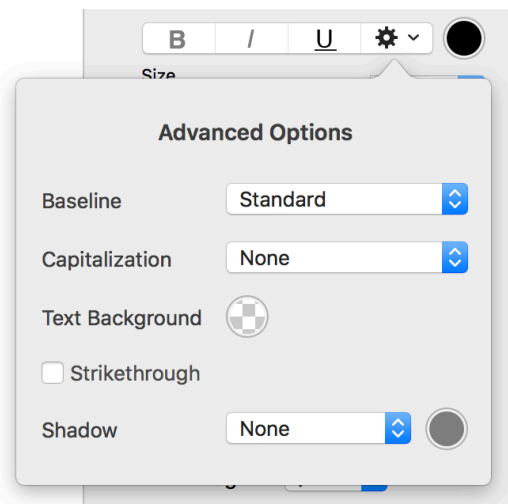 B I U
Size
Advanced Options
Baseline Standard
Capitalization None
Text Background
Strikethrough
Shadow None